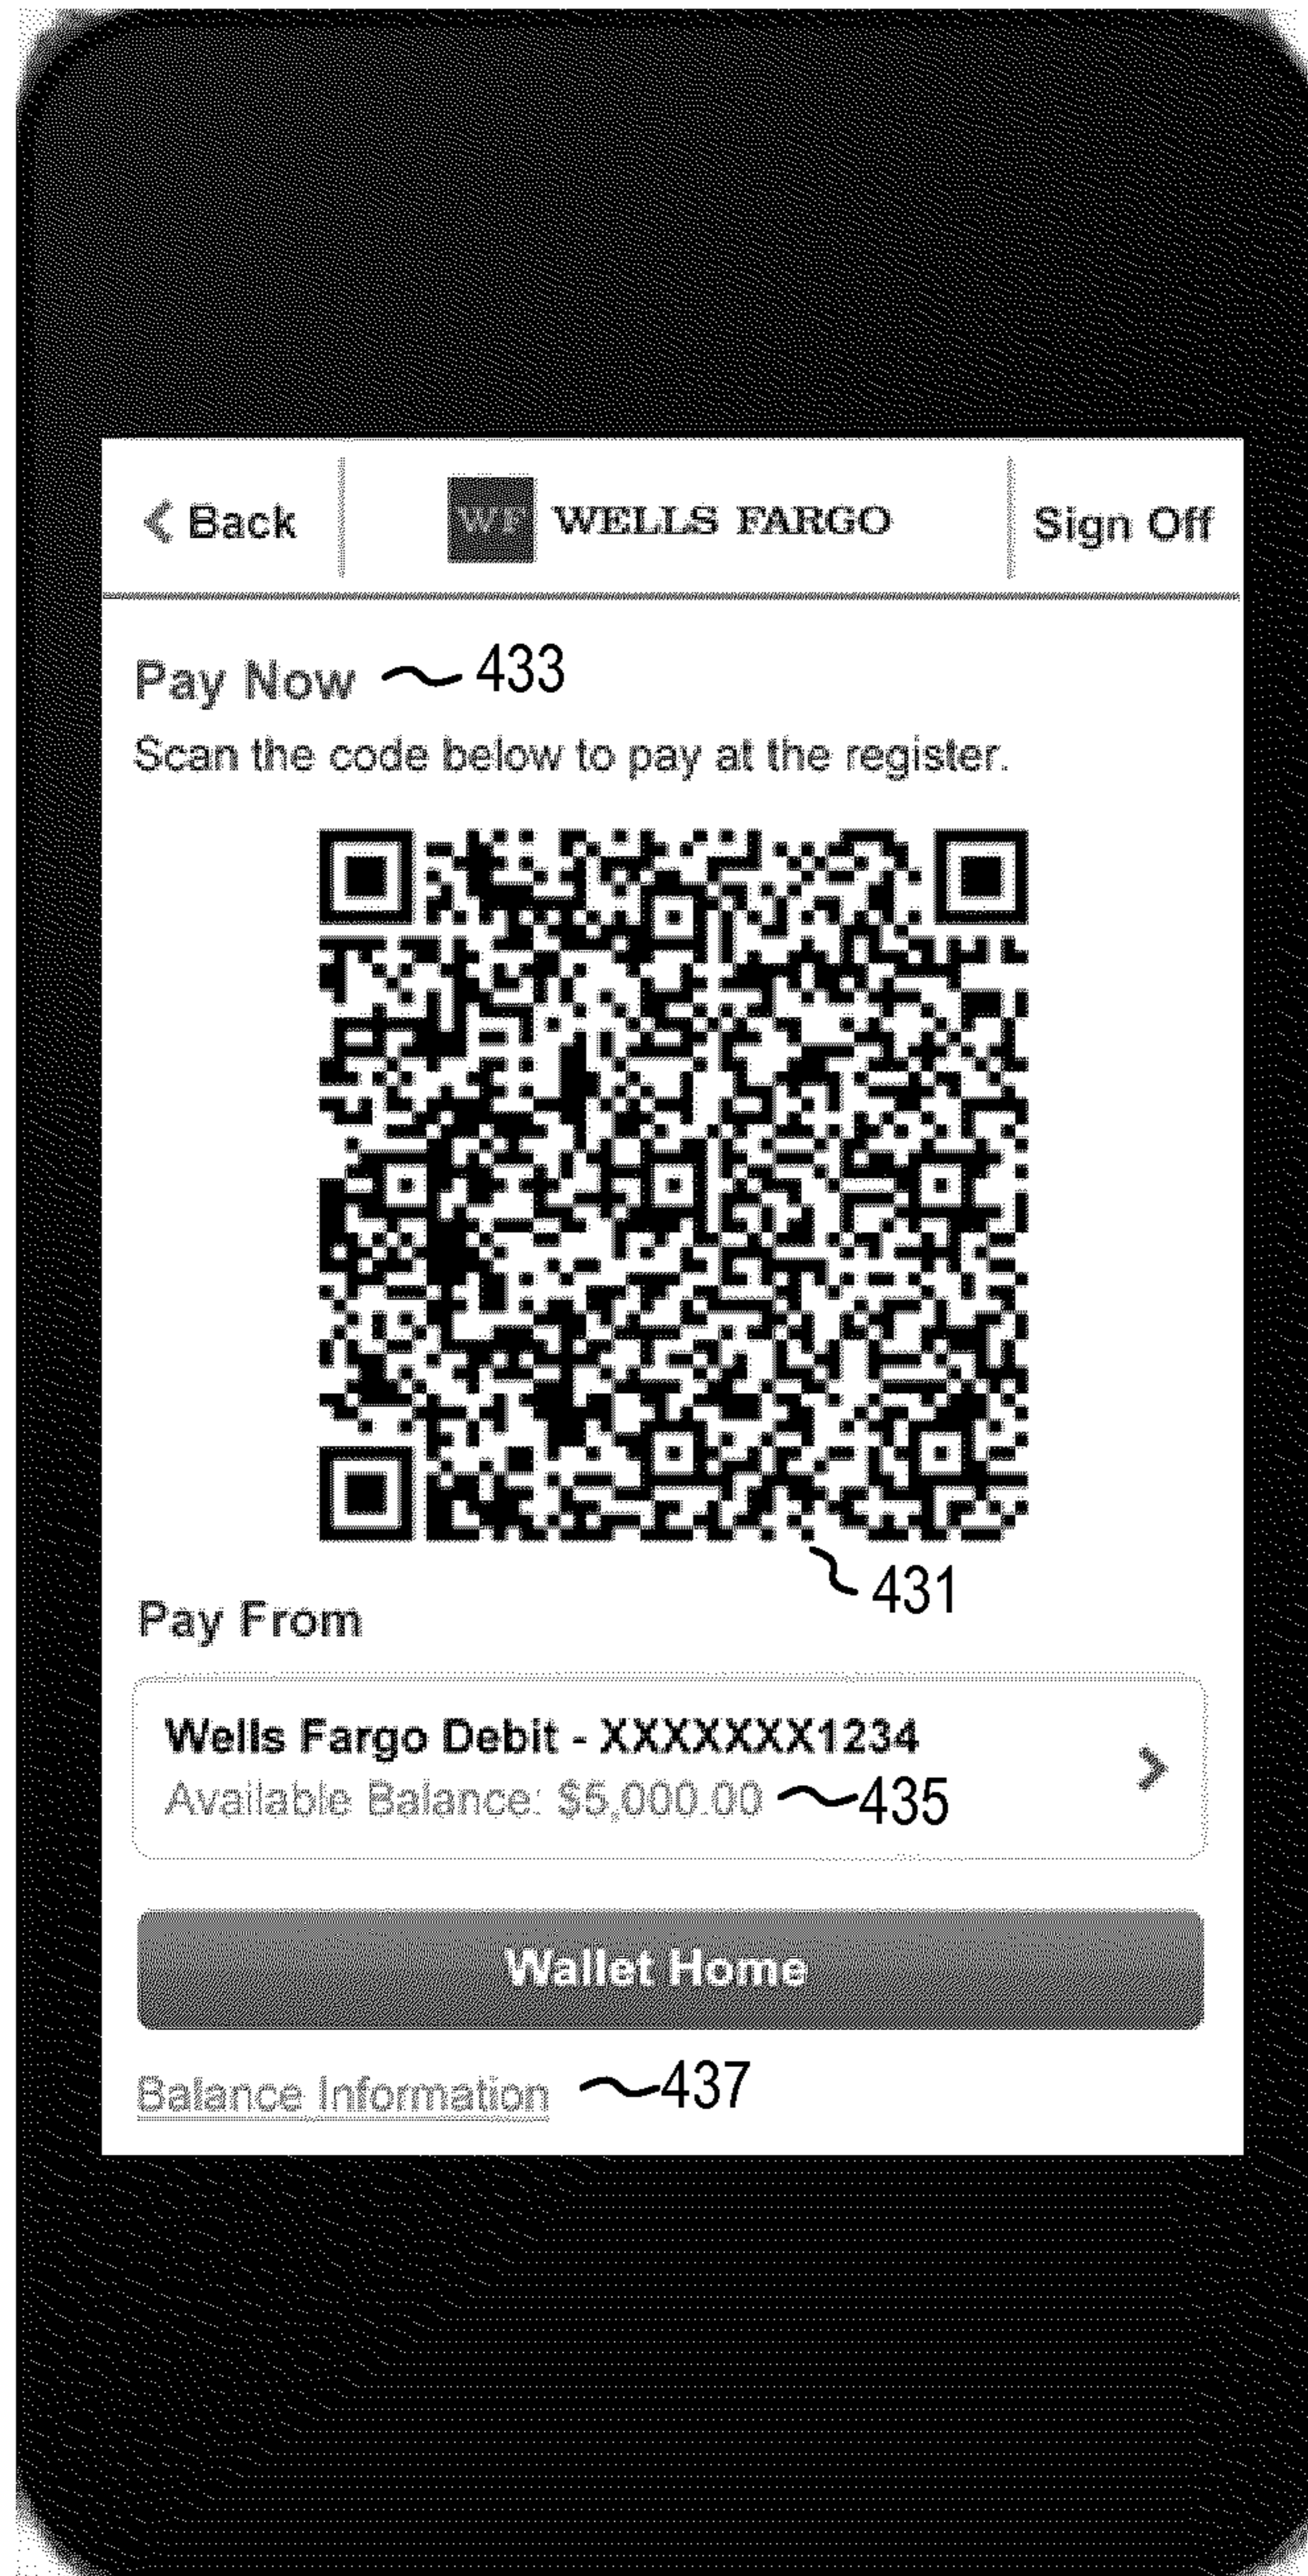 Back WF WELLS FARGO Sign Off
Pay Now 433
Scan the code below to pay at the register.
431
Pay From
Wells Fargo Debit - XXXXXXX1234
Available Balance: $5,000.00 435
Wallet Home
Balance Information 437